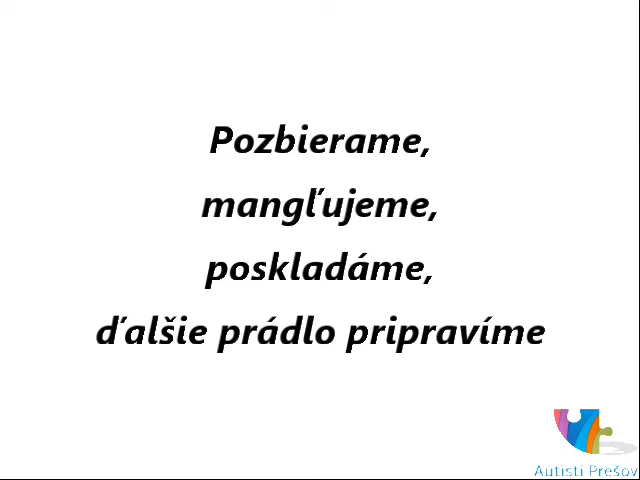 Pozbierame,
mangľujeme,
poskladáme,
ďalšie prádlo pripravíme
Autisti Prešov